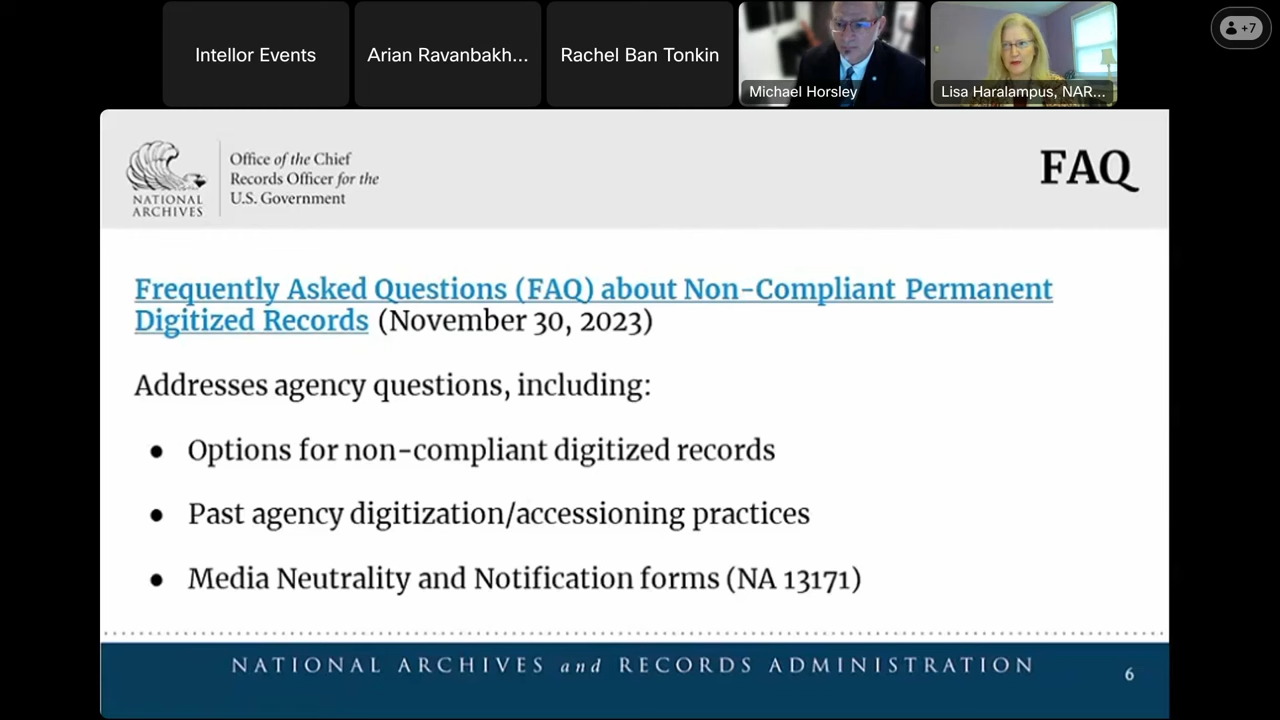 Intellor Events
Arian Ravanbakh...
Rachel Ban Tonkin
Michael Horsley
Lisa Haralampus, NAR...
+7
NATIONAL
ARCHIVES
Office of the Chief
Records Officer for the
U.S. Government
FAQ
Frequently Asked Questions (FAQ) about Non-Compliant Permanent
Digitized Records (November 30, 2023)
Addresses agency questions, including:
● Options for non-compliant digitized records
● Past agency digitization/accessioning practices
● Media Neutrality and Notification forms (NA 13171)
NATIONAL ARCHIVES and RECORDS ADMINISTRATION
6